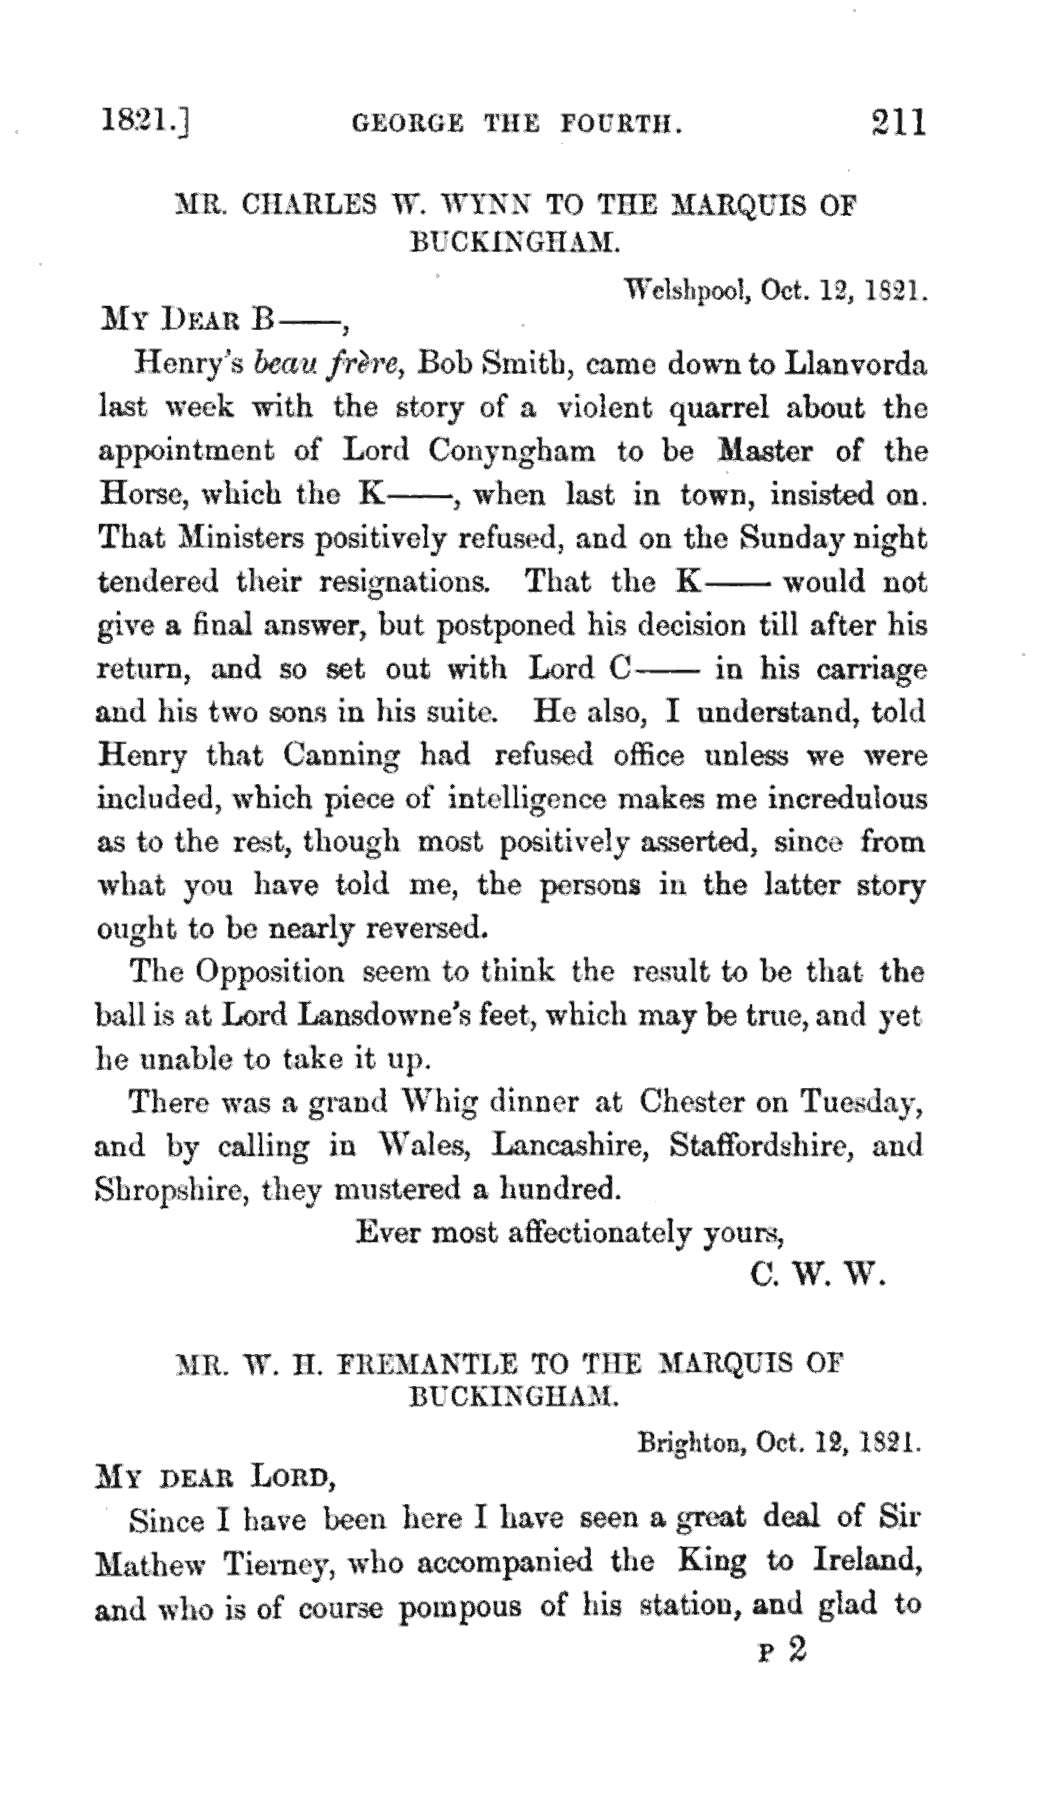 1821.] GEORGE THE FOURTH. 211
MR. CHARLES W. WYNN TO THE MARQUIS OF
BUCKINGHAM.
Welshpool, Oct. 12, 1821.
MY DEAR B——,
Henry's beau frère, Bob Smith, came down to Llanvorda
last week with the story of a violent quarrel about the
appointment of Lord Conyngham to be Master of the
Horse, which the K——, when last in town, insisted on.
That Ministers positively refused, and on the Sunday night
tendered their resignations. That the K—— would not
give a final answer, but postponed his decision till after his
return, and so set out with Lord C—— in his carriage
and his two sons in his suite. He also, I understand, told
Henry that Canning had refused office unless we were
included, which piece of intelligence makes me incredulous
as to the rest, though most positively asserted, since from
what you have told me, the persons in the latter story
ought to be nearly reversed.
The Opposition seem to think the result to be that the
ball is at Lord Lansdowne's feet, which may be true, and yet
he unable to take it up.
There was a grand Whig dinner at Chester on Tuesday,
and by calling in Wales, Lancashire, Staffordshire, and
Shropshire, they mustered a hundred.
Ever most affectionately yours,
C. W. W.
MR. W. H. FREMANTLE TO THE MARQUIS OF
BUCKINGHAM.
Brighton, Oct. 12, 1821.
MY DEAR LORD,
Since I have been here I have seen a great deal of Sir
Mathew Tierney, who accompanied the King to Ireland,
and who is of course pompous of his station, and glad to
P 2